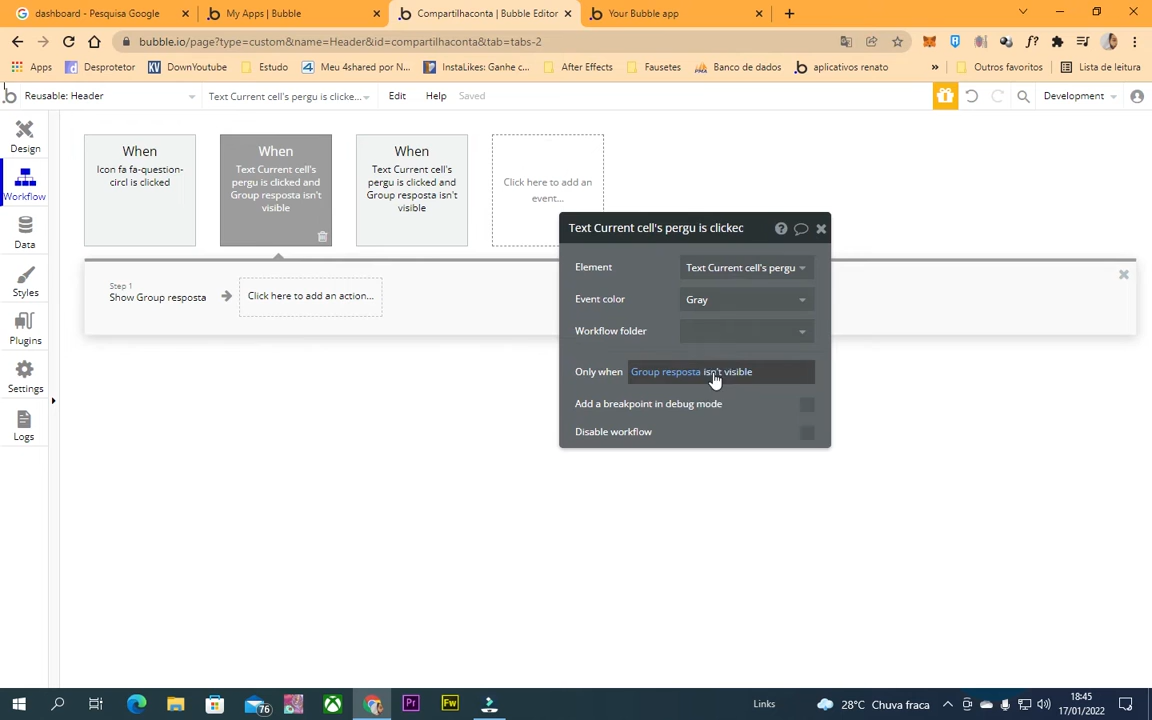 dashboard - Pesquisa Google
My Apps | Bubble
Compartilhaconta | Bubble Editor
Your Bubble app
bubble.io/page?type=custom&name=Header&id=compartilhaconta&tab=tabs-2
Apps
Desprotetor
DownYoutube
Estudo
Meu 4shared por N...
InstaLikes: Ganhe c...
After Effects
Fausetes
Banco de dados
aplicativos renato
»
Outros favoritos
Lista de leitura
Reusable: Header
Text Current cell's pergu is clicke...
Edit
Help
Saved
Development
Design
Workflow
Data
Styles
Plugins
Settings
Logs
When
Icon fa fa-question-
circl is clicked
When
Text Current cell's
pergu is clicked and
Group resposta isn't
visible
When
Text Current cell's
pergu is clicked and
Group resposta isn't
visible
Click here to add an
event...
Step 1
Show Group resposta
Click here to add an action...
Text Current cell's pergu is clickec
Element
Text Current cell's pergu
Event color
Gray
Workflow folder
Only when
Group resposta isn't visible
Add a breakpoint in debug mode
Disable workflow
76
Pr
Fw
Links
28°C Chuva fraca
18:45
17/01/2022